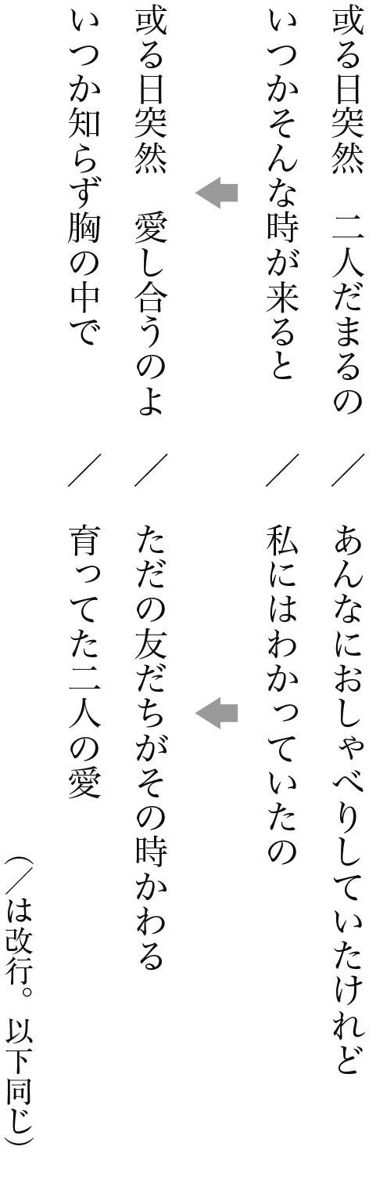 或る日突然　二人だまるの　／　あんなにおしゃべりしていたけれど
いつかそんな時が来ると　／　私にはわかっていたの
或る日突然　愛し合うのよ　／　ただの友だちがその時かわる
いつか知らず胸の中で　／　育ってた二人の愛
（／は改行。以下同じ）